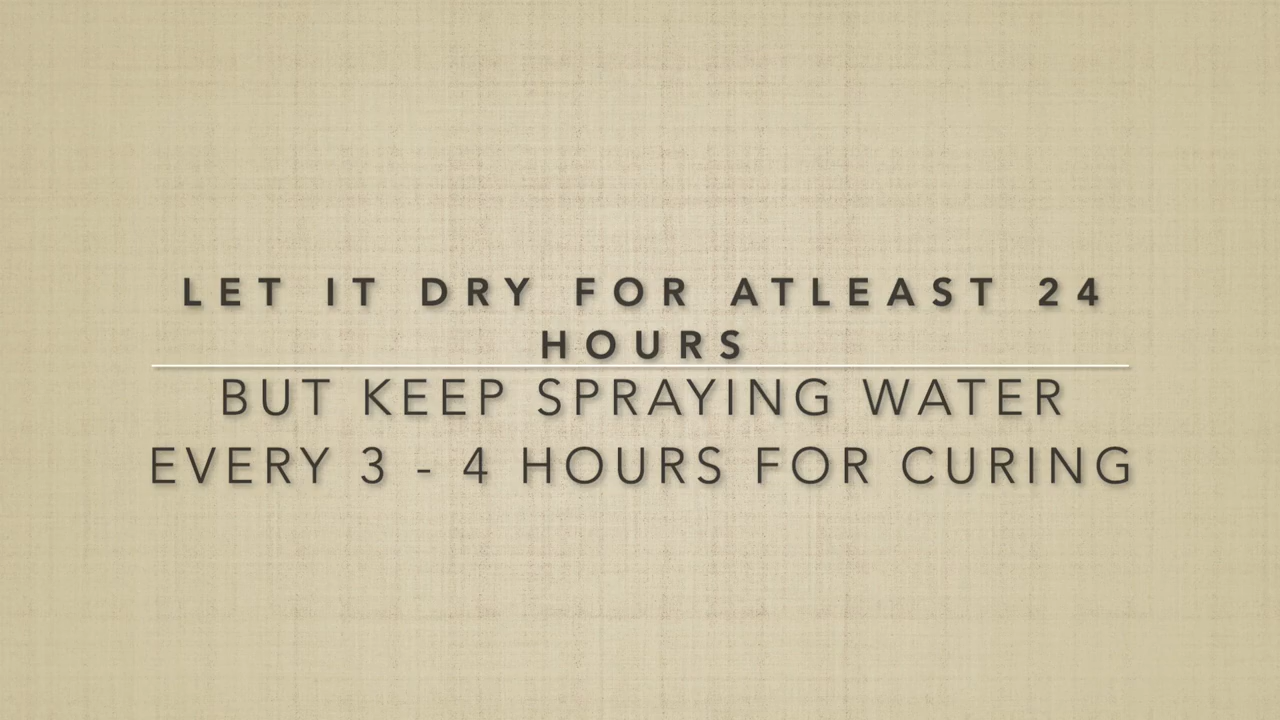 LET IT DRY FOR ATLEAST 24
HOURS
BUT KEEP SPRAYING WATER
EVERY 3 - 4 HOURS FOR CURING